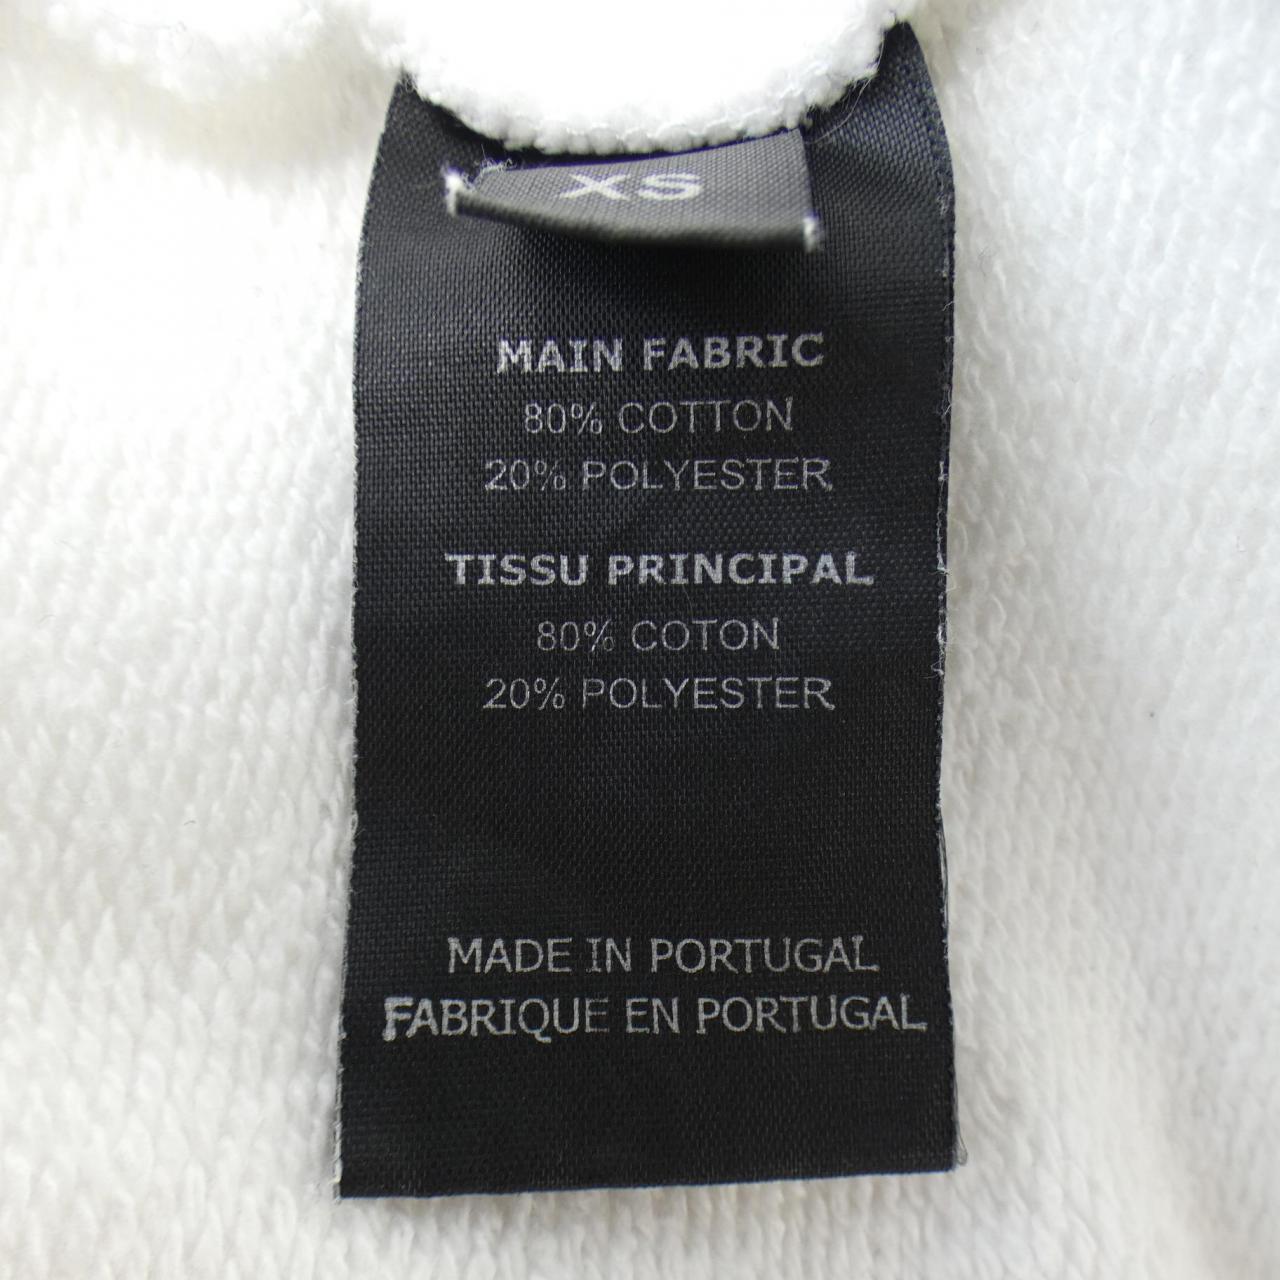 XS
MAIN FABRIC
80% COTTON
20% POLYESTER
TISSU PRINCIPAL
80% COTON
20% POLYESTER
MADE IN PORTUGAL
FABRIQUE EN PORTUGAL